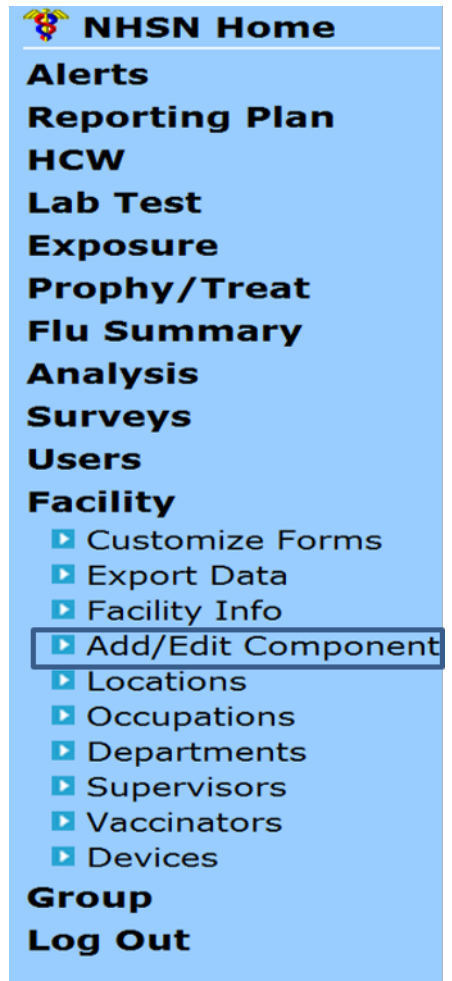 NHSN Home
Alerts
Reporting Plan
HCW
Lab Test
Exposure
Prophy/Treat
Flu Summary
Analysis
Surveys
Users
Facility
Customize Forms
Export Data
Facility Info
Add/Edit Component
Locations
Occupations
Departments
Supervisors
Vaccinators
Devices
Group
Log Out